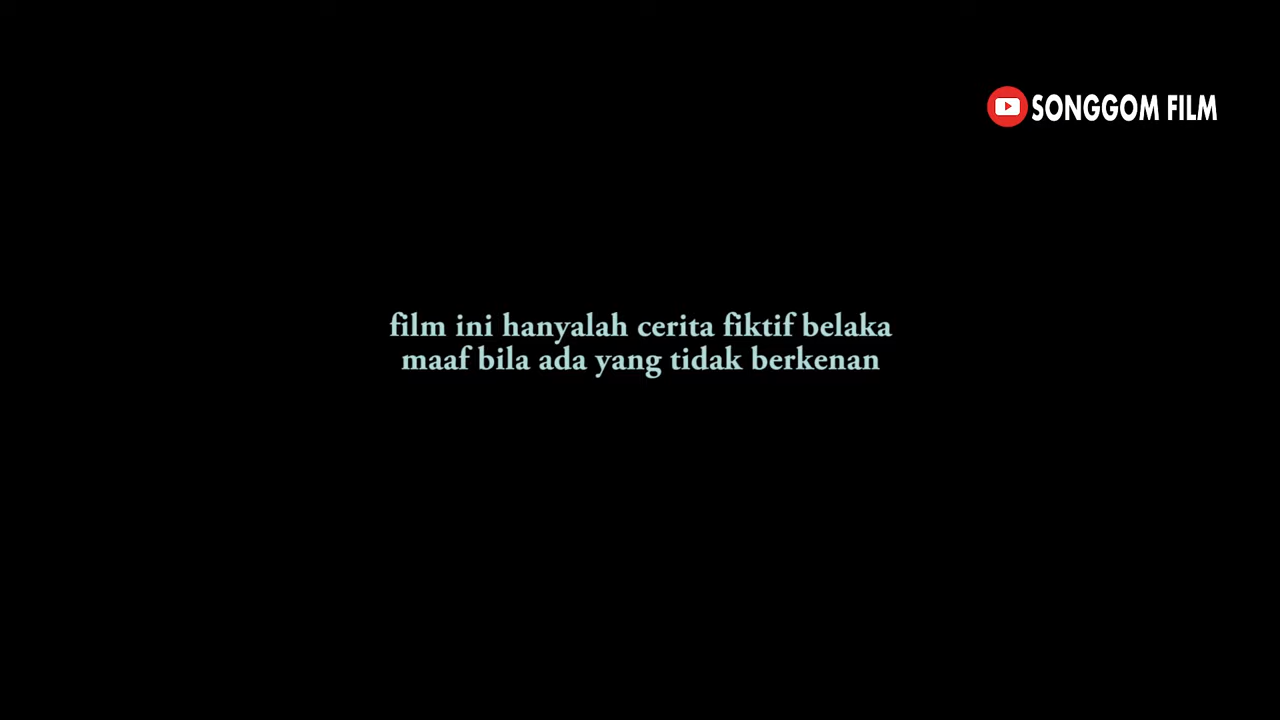 SONGGOM FILM
film ini hanyalah cerita fiktif belaka
maaf bila ada yang tidak berkenan